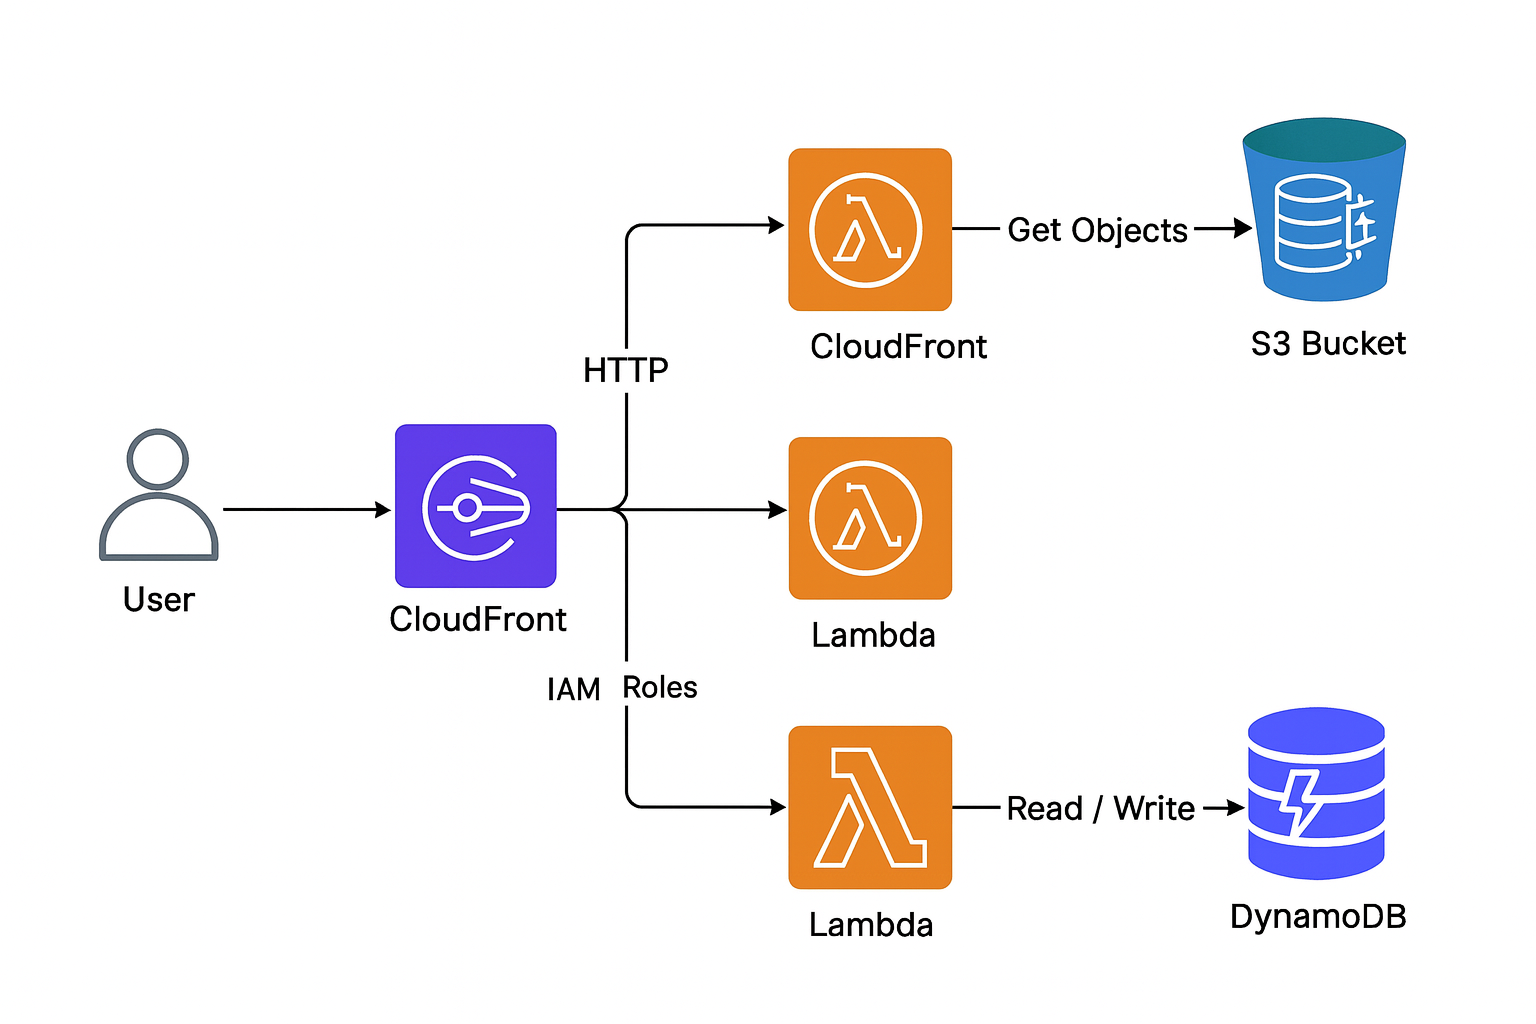 HTTP
Get Objects
CloudFront
S3 Bucket
User
CloudFront
Lambda
IAM Roles
Read / Write
Lambda
DynamoDB